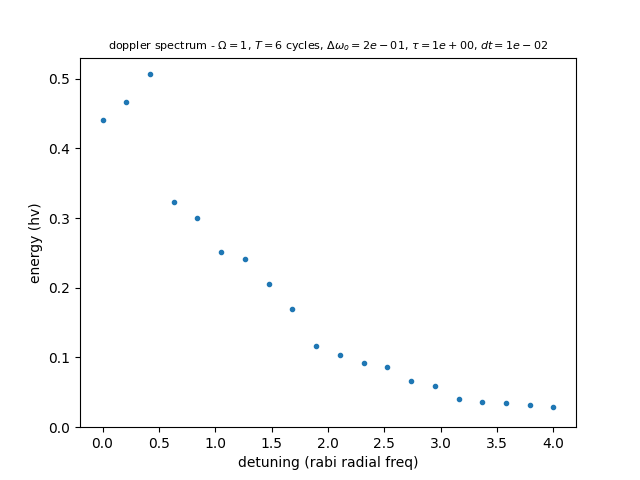 doppler spectrum - Ω = 1, T = 6 cycles, Δω₀ = 2e − 01, τ = 1e + 00, dt = 1e − 02
energy (hv)
0.5
0.4
0.3
0.2
0.1
0.0
0.0 0.5 1.0 1.5 2.0 2.5 3.0 3.5 4.0
detuning (rabi radial freq)